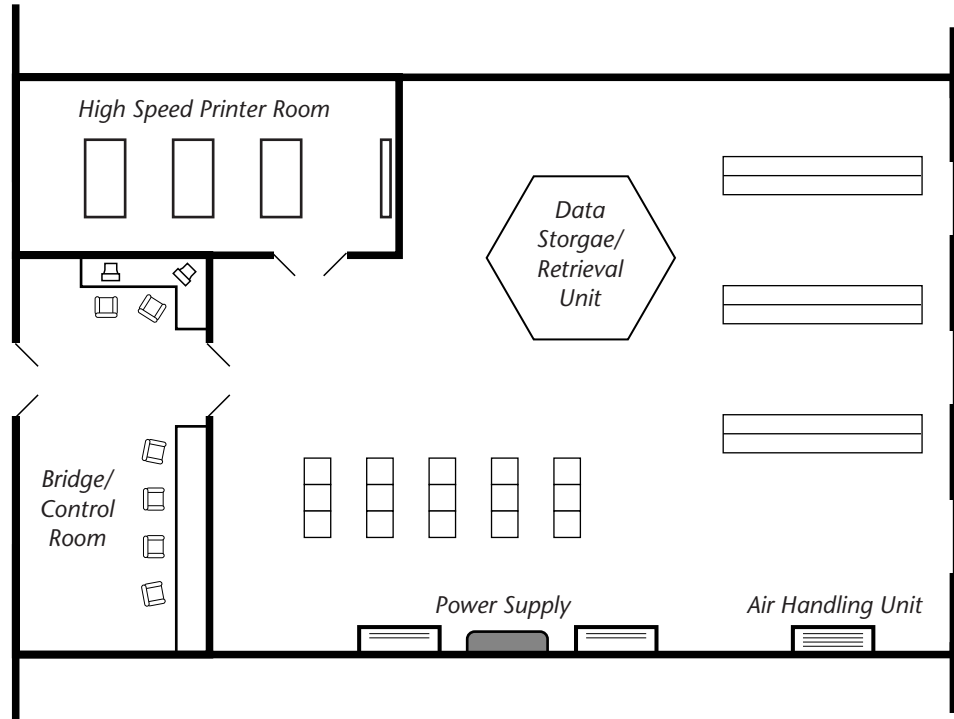 High Speed Printer Room
Data
Storgae/
Retrieval
Unit
Bridge/
Control
Room
Power Supply
Air Handling Unit